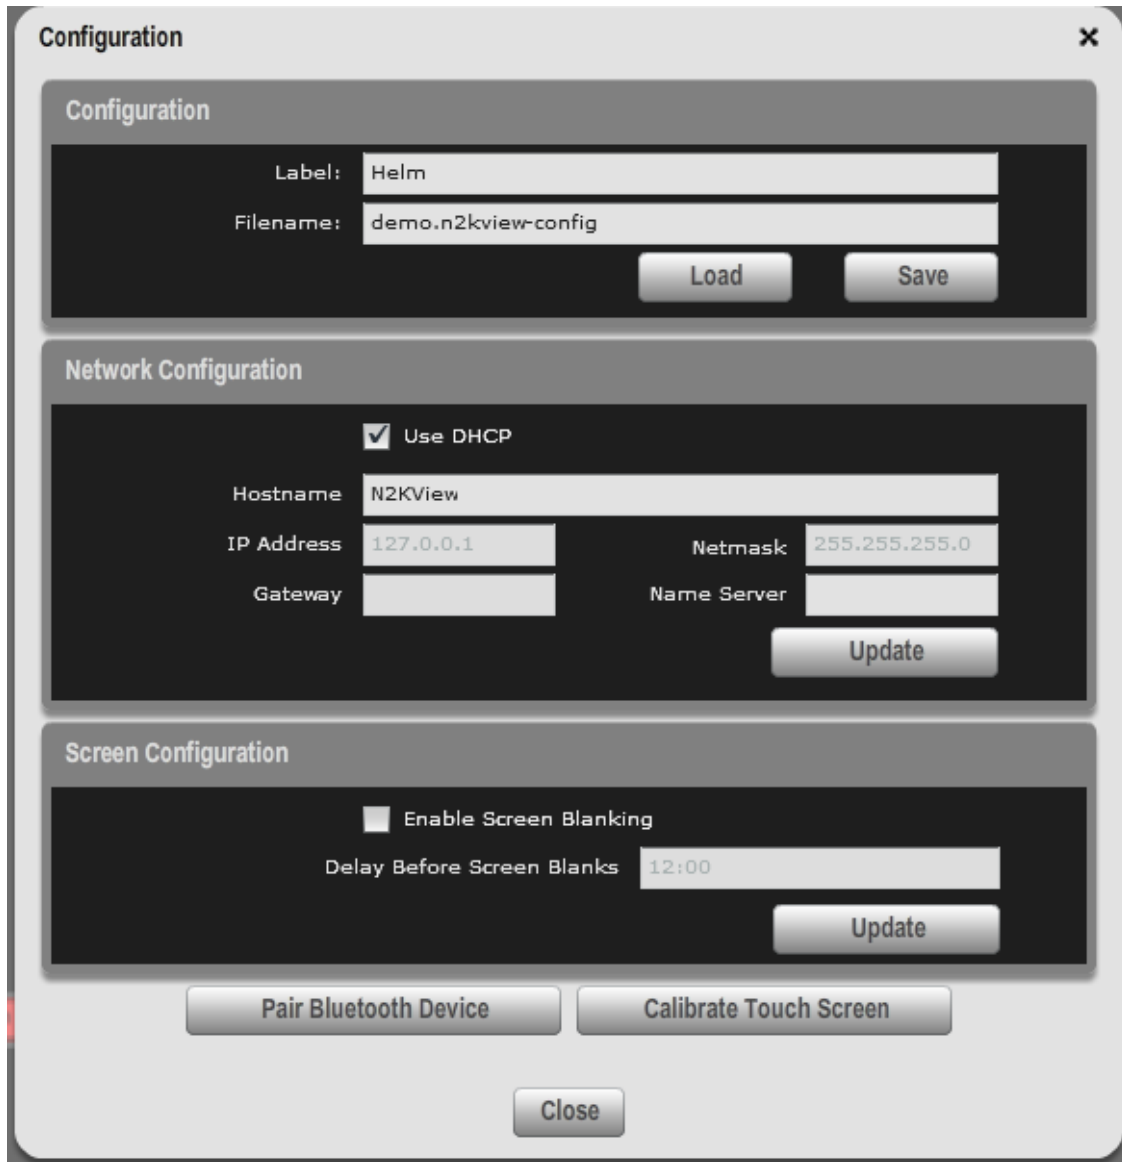 Configuration
Configuration
Label: Helm
Filename: demo.n2kview-config
Load Save
Network Configuration
Use DHCP
Hostname N2KView
IP Address 127.0.0.1 Netmask 255.255.255.0
Gateway Name Server
Update
Screen Configuration
Enable Screen Blanking
Delay Before Screen Blanks 12:00
Update
Pair Bluetooth Device Calibrate Touch Screen
Close